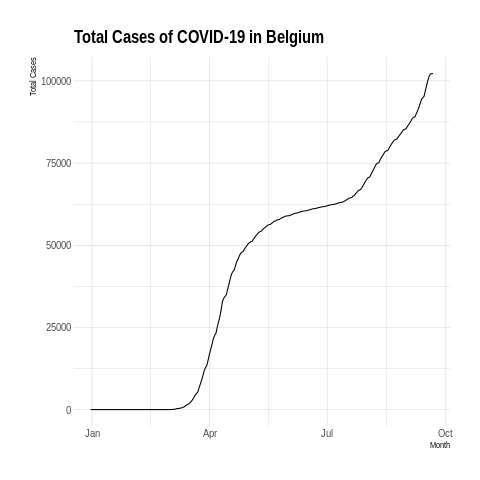 Total Cases of COVID-19 in Belgium
Total Cases
100000
75000
50000
25000
0
Jan Apr Jul Oct
Month